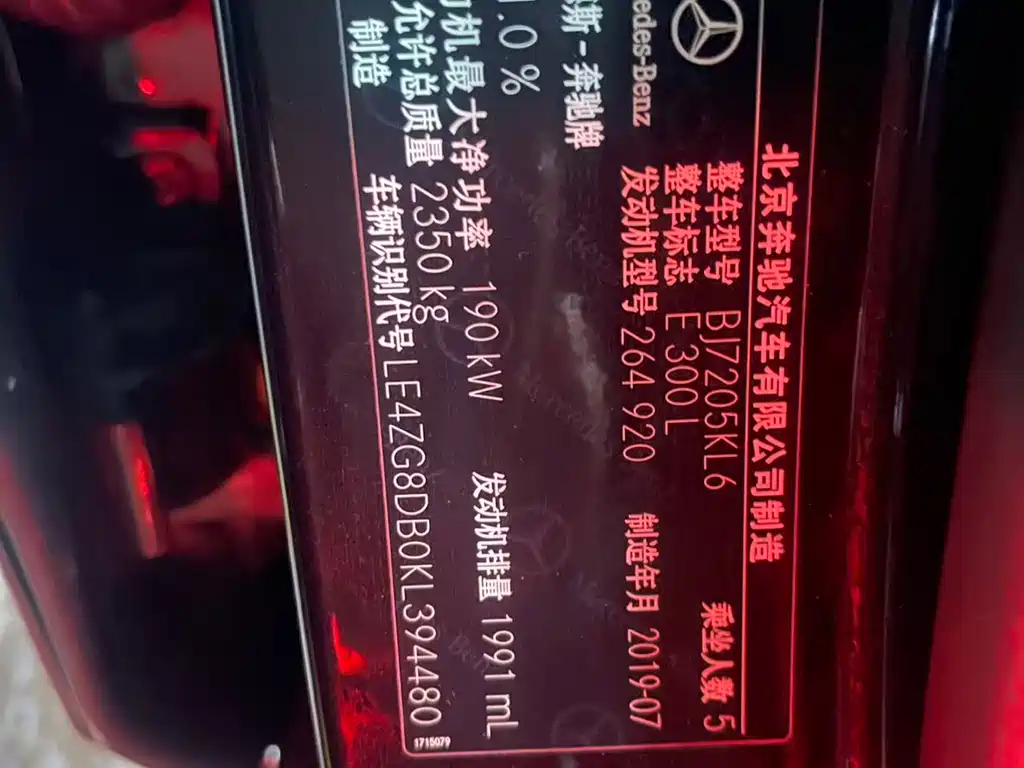 北京奔驰汽车有限公司制造
整车型号 BJ7205KL6 乘坐人数 5
整车标志 E 300 L
发动机型号 264 920 制造年月 2019-07
edes-Benz
斯-奔驰牌
.0 %
机最大净功率 190 kW 发动机排量 1991 mL
允许总质量 2350 kg
制造
车辆识别代号 LE4ZG8DB0KL394480
1715079